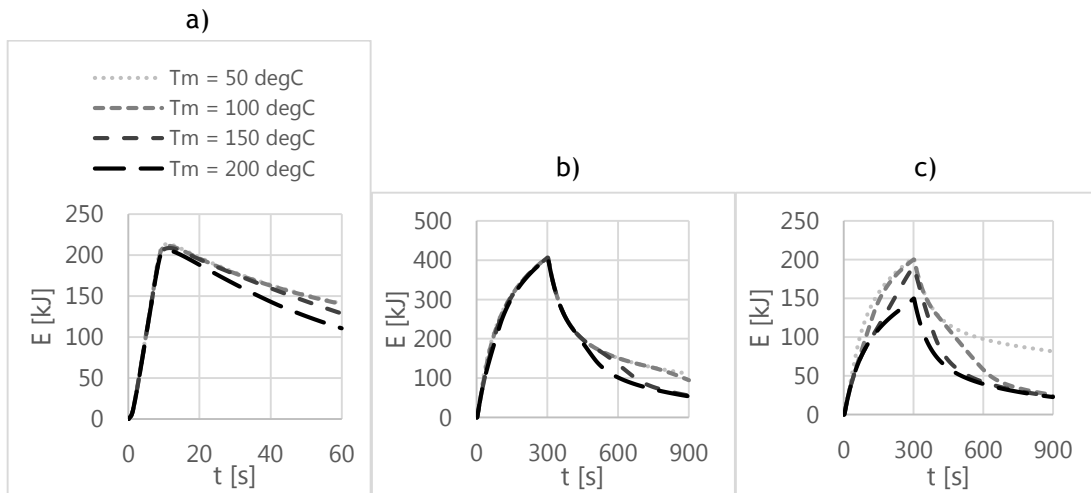 a)
Tm = 50 degC
Tm = 100 degC
Tm = 150 degC
Tm = 200 degC
250
200
150
100
50
0
E [kJ]
0 20 40 60
t [s]
b)
500
400
300
200
100
0
E [kJ]
0 300 600 900
t [s]
c)
250
200
150
100
50
0
E [kJ]
0 300 600 900
t [s]